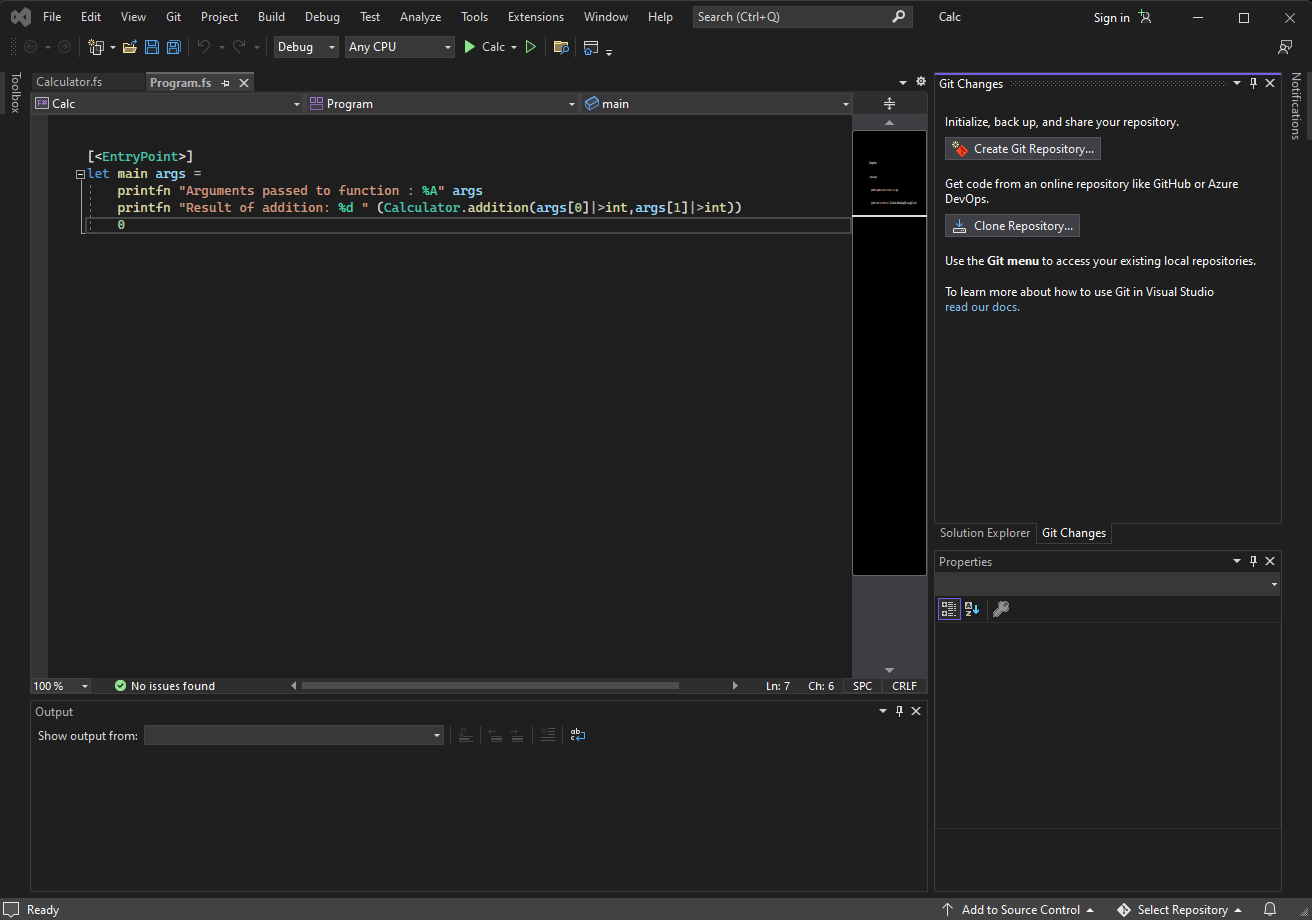 File Edit View Git Project Build Debug Test Analyze Tools Extensions Window Help Search (Ctrl+Q) Calc Sign in
Debug Any CPU Calc
Toolbox
Calculator.fs Program.fs
Calc Program main
[<EntryPoint>]
let main args =
printfn "Arguments passed to function : %A" args
printfn "Result of addition: %d " (Calculator.addition(args[0]|>int,args[1]|>int))
0
100 % No issues found Ln: 7 Ch: 6 SPC CRLF
Output
Show output from:
Git Changes
Initialize, back up, and share your repository.
Create Git Repository...
Get code from an online repository like GitHub or Azure
DevOps.
Clone Repository...
Use the Git menu to access your existing local repositories.
To learn more about how to use Git in Visual Studio
read our docs.
Solution Explorer Git Changes
Properties
Notifications
Ready Add to Source Control Select Repository